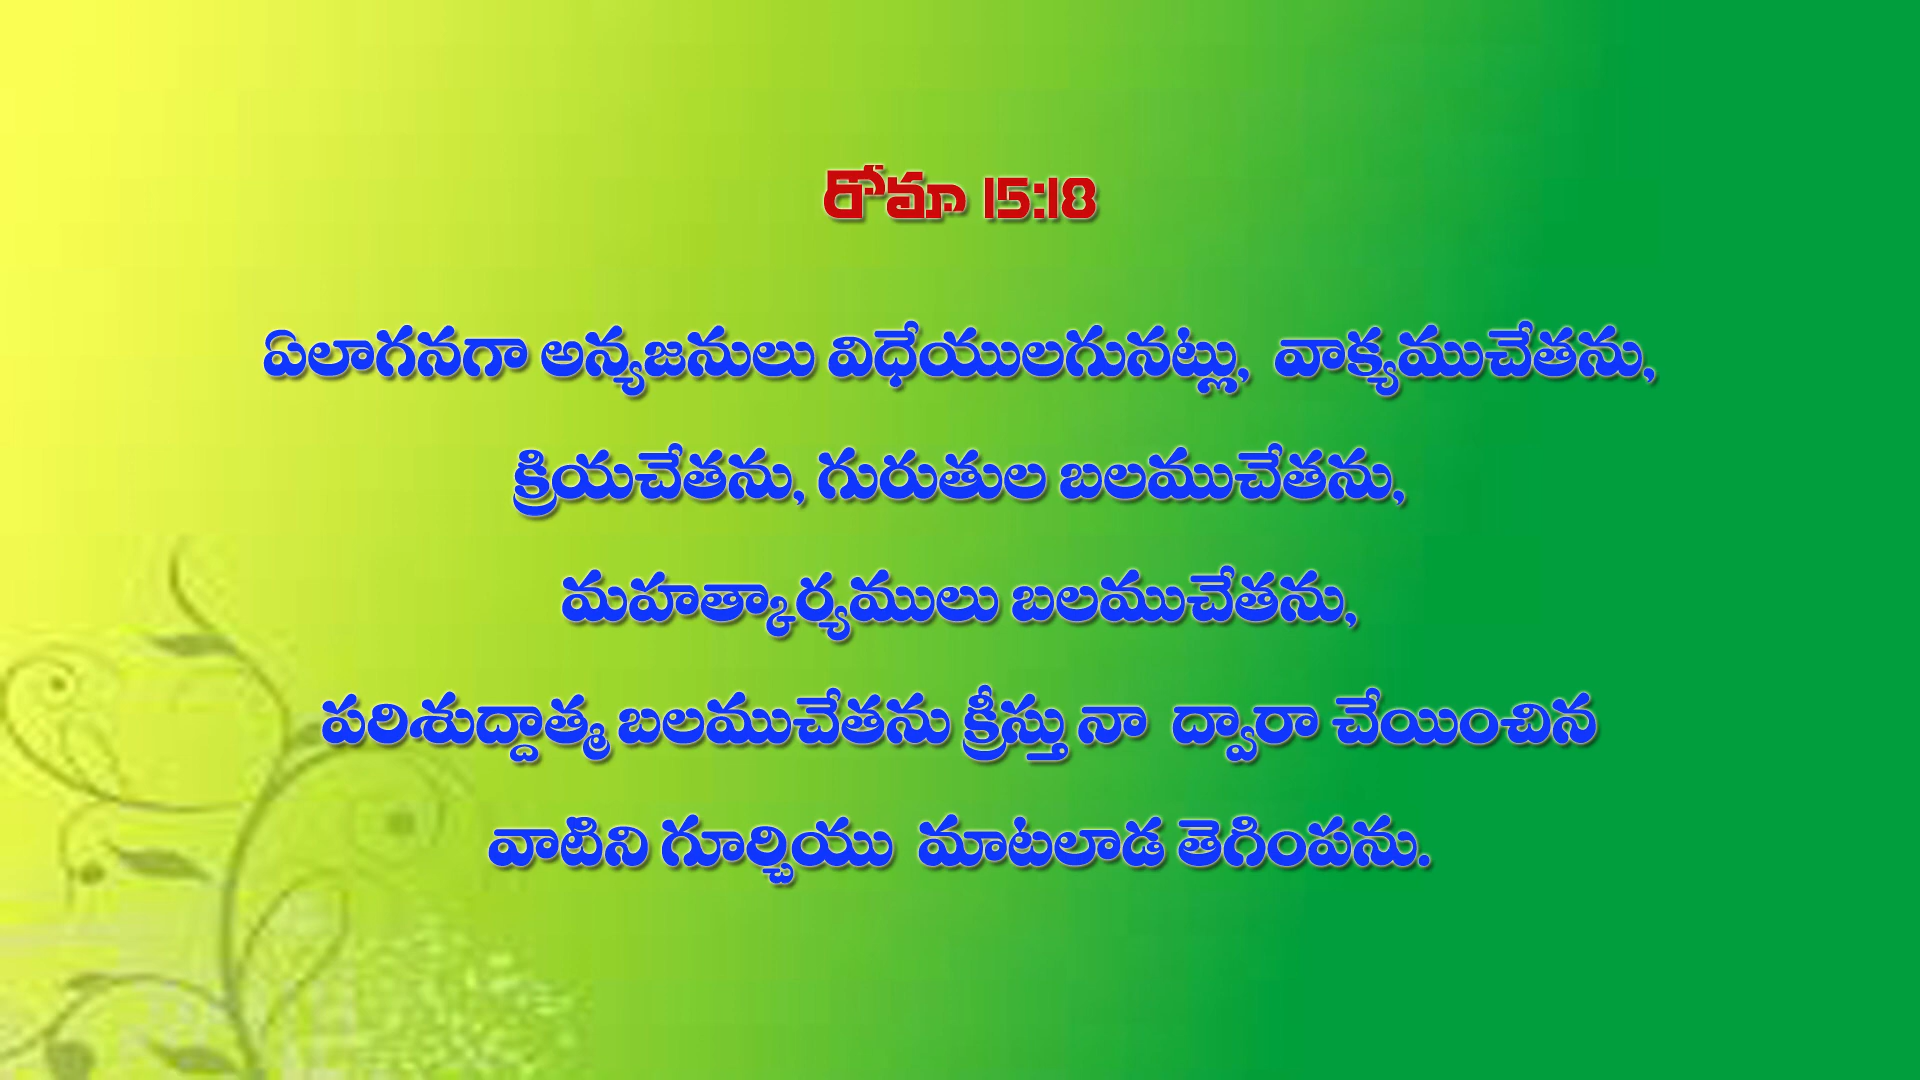 రోమా 15:18
ఏలాగనగా అన్యజనులు విధేయులగునట్లు, వాక్యముచేతను,
క్రియచేతను, గురుతుల బలముచేతను,
మహత్కార్యములు బలముచేతను,
పరిశుద్దాత్మ బలముచేతను క్రీస్తు నా ద్వారా చేయించిన
వాటిని గూర్చియు మాటలాడ తెగింపను.